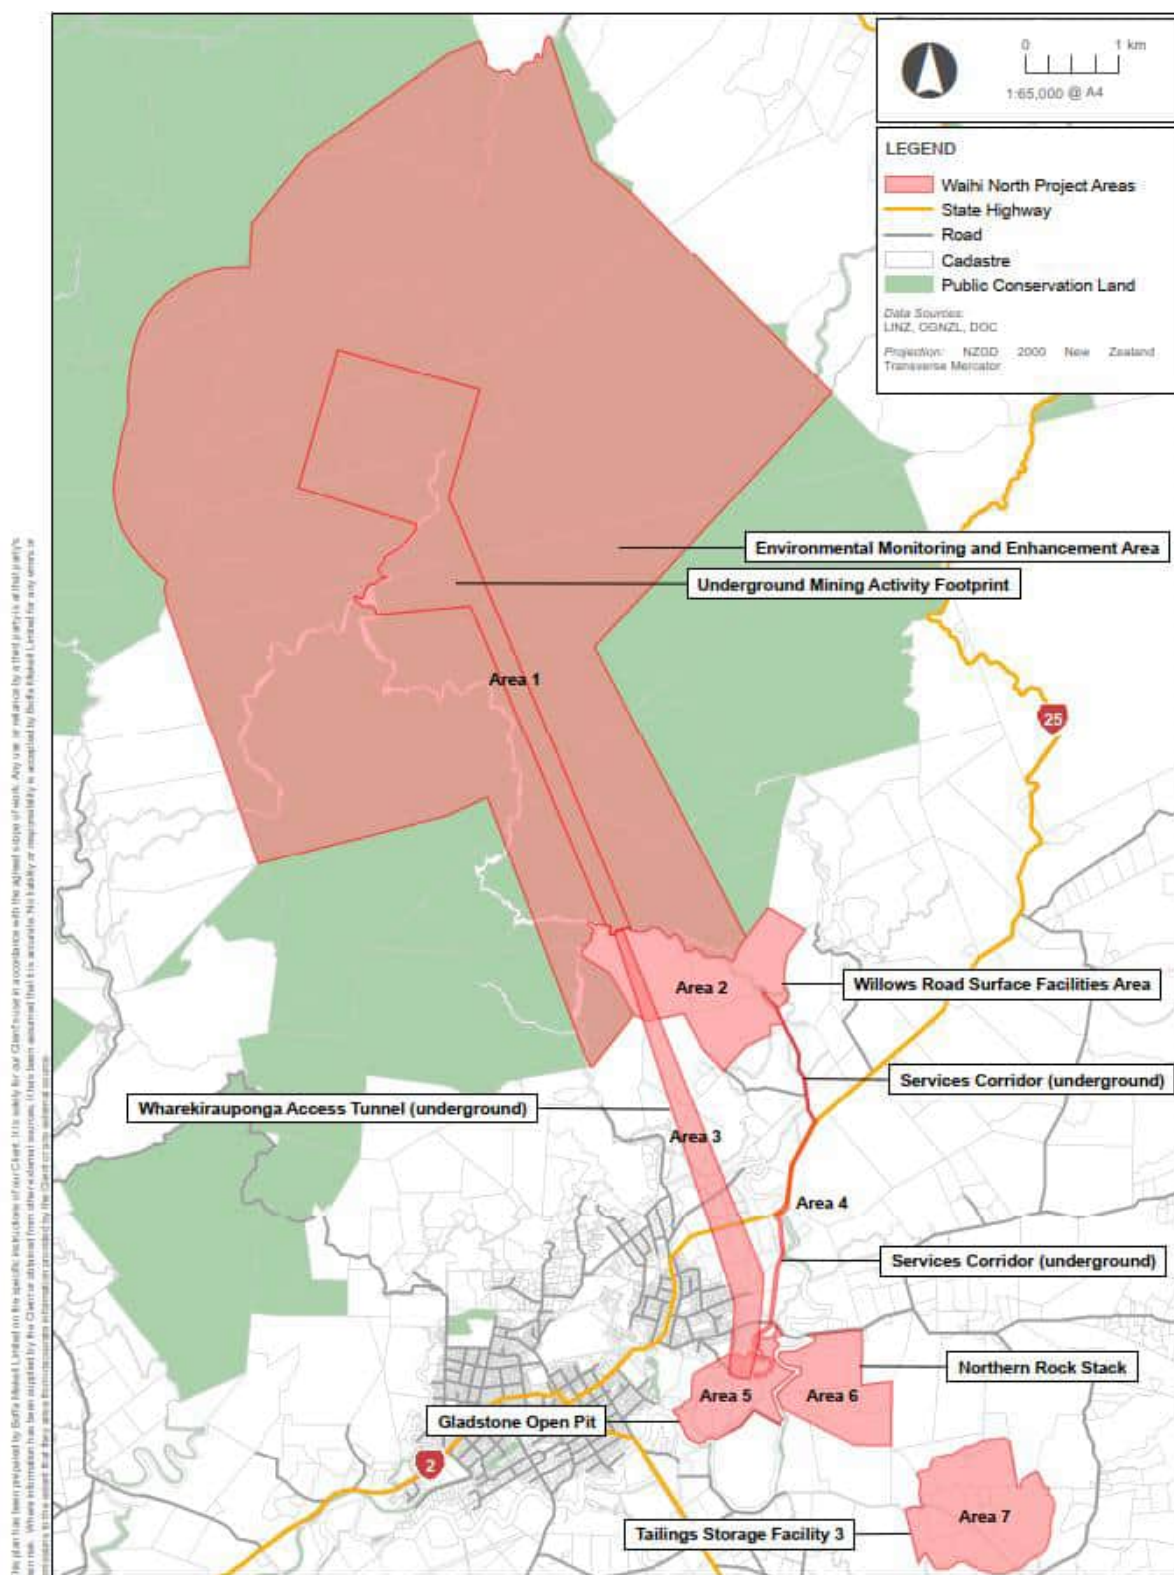 0 1 km
1:65,000 @ A4
LEGEND
Waihi North Project Areas
State Highway
Road
Cadastre
Public Conservation Land
Data Sources:
LINZ, OGNZL, DOC
Projection: NZGD 2000 New Zealand
Transverse Mercator
Environmental Monitoring and Enhancement Area
Underground Mining Activity Footprint
Area 1
25
Willows Road Surface Facilities Area
Area 2
Services Corridor (underground)
Wharekirauponga Access Tunnel (underground)
Area 3
Area 4
Services Corridor (underground)
Northern Rock Stack
Area 5
Area 6
Gladstone Open Pit
2
Area 7
Tailings Storage Facility 3